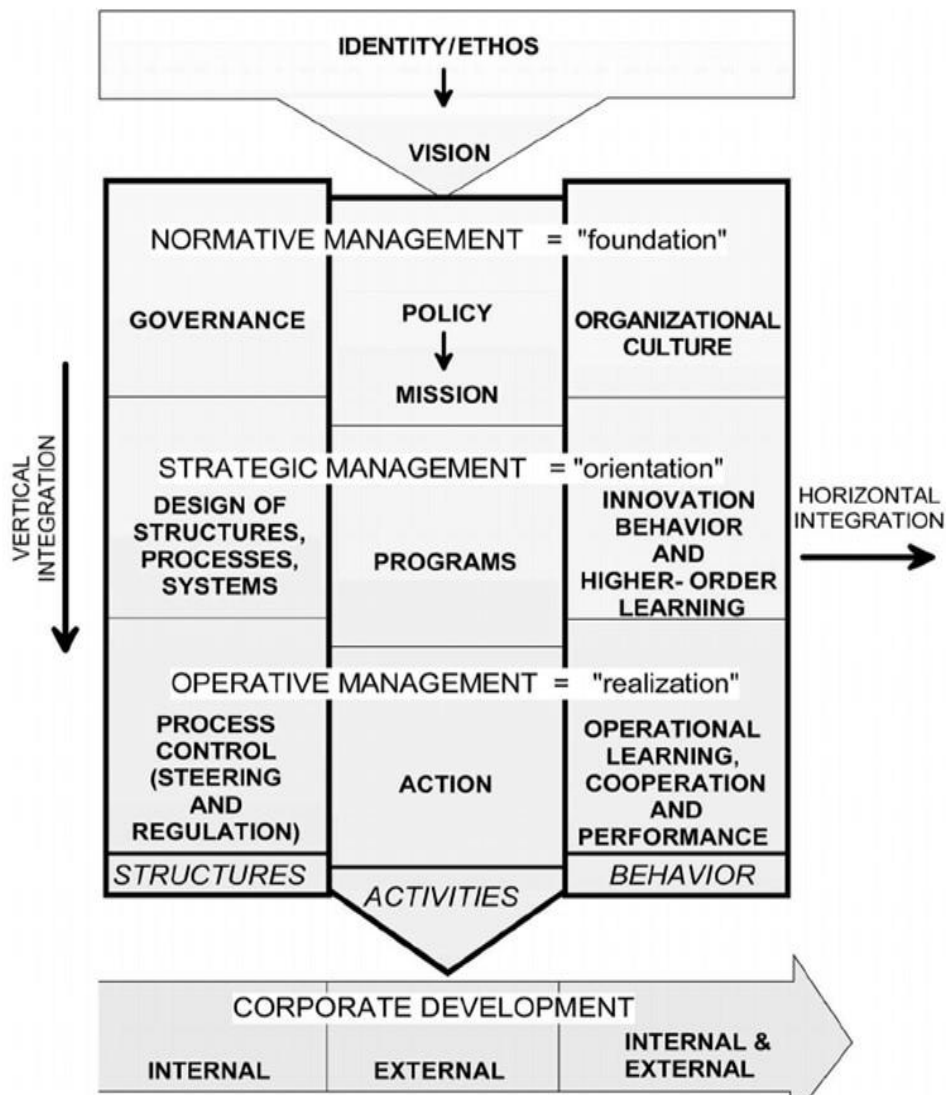 IDENTITY/ETHOS
VISION
NORMATIVE MANAGEMENT = "foundation"
GOVERNANCE
POLICY
MISSION
ORGANIZATIONAL
CULTURE
VERTICAL
INTEGRATION
STRATEGIC MANAGEMENT = "orientation"
DESIGN OF
STRUCTURES,
PROCESSES,
SYSTEMS
PROGRAMS
INNOVATION
BEHAVIOR
AND
HIGHER- ORDER
LEARNING
HORIZONTAL
INTEGRATION
OPERATIVE MANAGEMENT = "realization"
PROCESS
CONTROL
(STEERING
AND
REGULATION)
ACTION
OPERATIONAL
LEARNING,
COOPERATION
AND
PERFORMANCE
STRUCTURES
ACTIVITIES
BEHAVIOR
CORPORATE DEVELOPMENT
INTERNAL
EXTERNAL
INTERNAL &
EXTERNAL